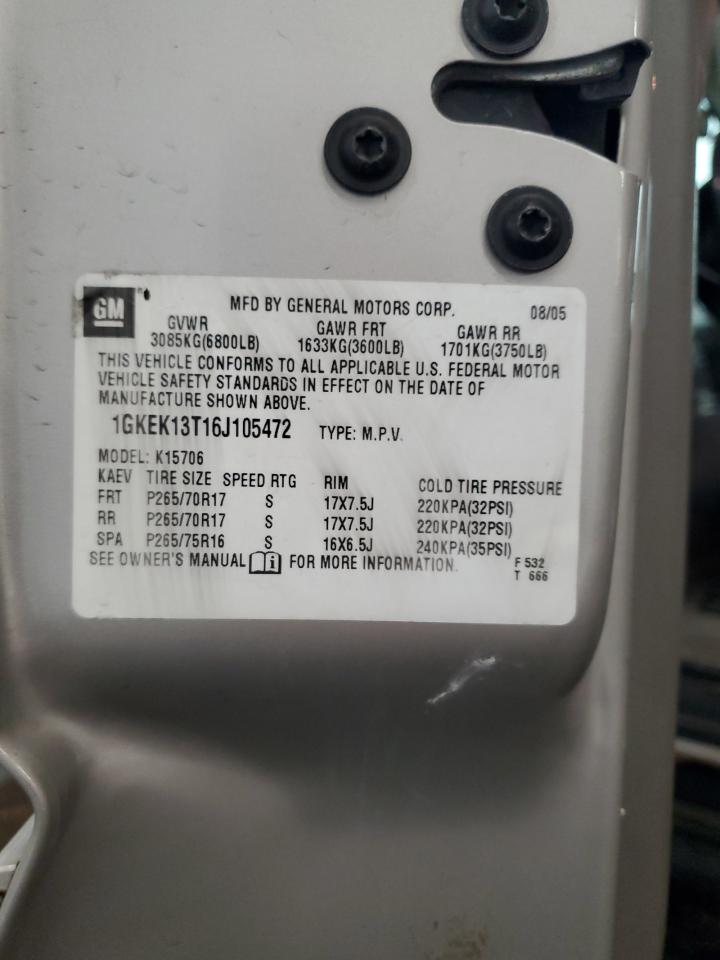 GM ® MFD BY GENERAL MOTORS CORP. 08/05
GVWR GAWR FRT GAWR RR
3085KG(6800LB) 1633KG(3600LB) 1701KG(3750LB)
THIS VEHICLE CONFORMS TO ALL APPLICABLE U.S. FEDERAL MOTOR
VEHICLE SAFETY STANDARDS IN EFFECT ON THE DATE OF
MANUFACTURE SHOWN ABOVE.
1GKEK13T16J105472 TYPE: M.P.V.
MODEL: K15706
KAEV TIRE SIZE SPEED RTG RIM COLD TIRE PRESSURE
FRT P265/70R17 S 17X7.5J 220KPA(32PSI)
RR P265/70R17 S 17X7.5J 220KPA(32PSI)
SPA P265/75R16 S 16X6.5J 240KPA(35PSI)
SEE OWNER'S MANUAL i FOR MORE INFORMATION. F 532
T 666